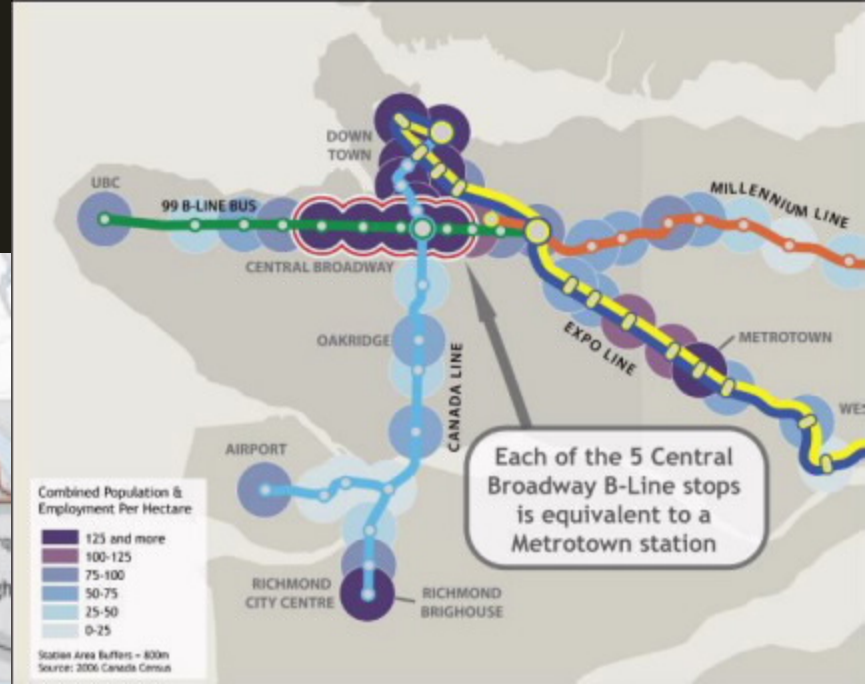 DOWN
TOWN
UBC
99 B-LINE BUS
MILLENNIUM LINE
CENTRAL BROADWAY
OAKRIDGE
CANADA LINE
EXPO LINE
METROTOWN
WES
AIRPORT
Each of the 5 Central
Broadway B-Line stops
is equivalent to a
Metrotown station
Combined Population &
Employment Per Hectare
125 and more
100-125
75-100
50-75
25-50
0-25
Station Area Buffers - 800m
Source: 2006 Canada Census
RICHMOND
CITY CENTRE
RICHMOND
BRIGHOUSE